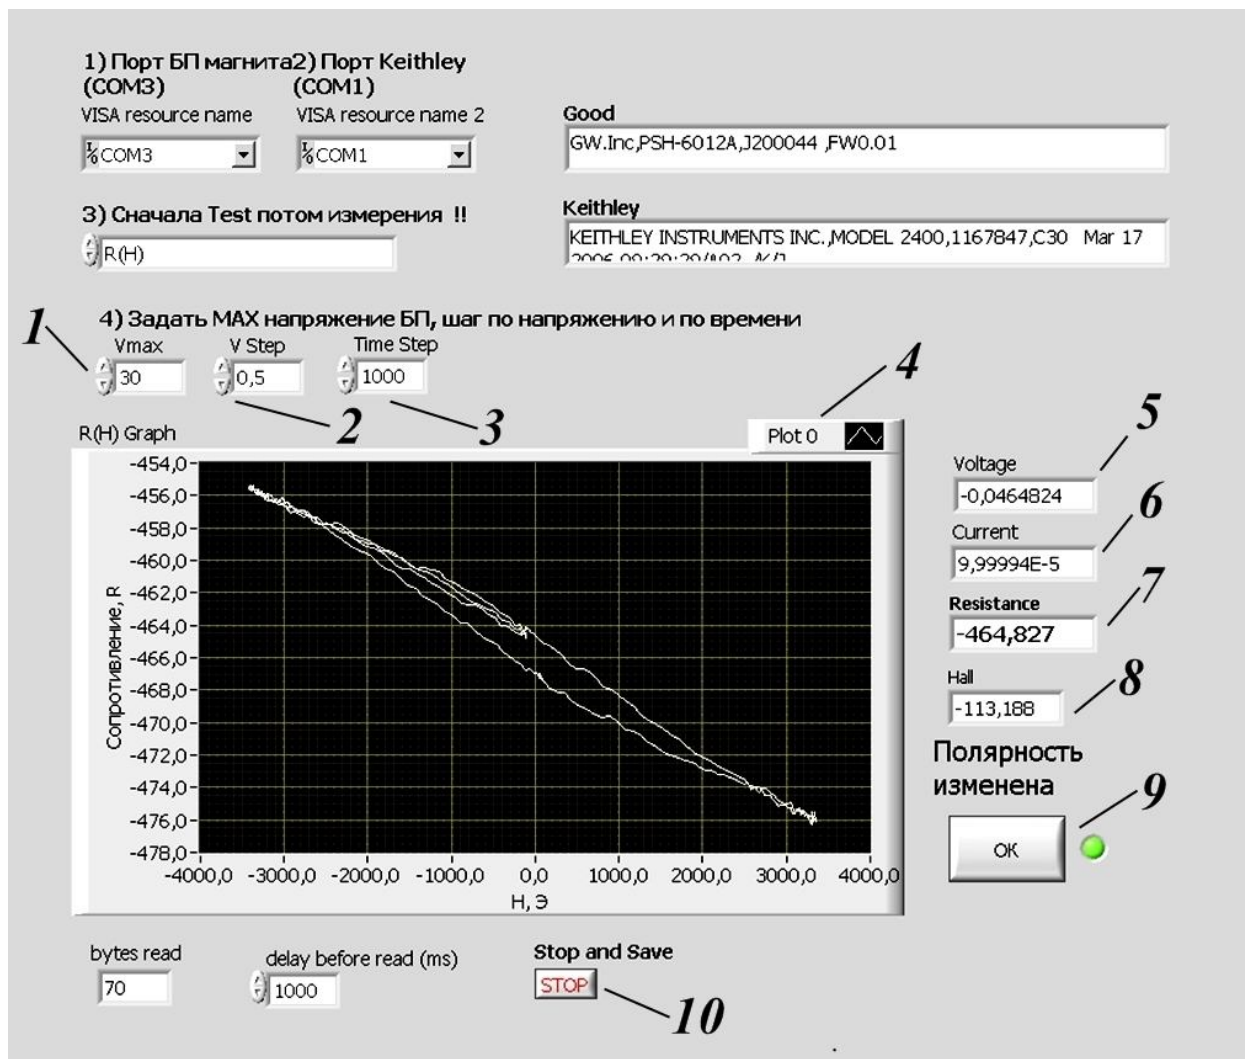 1) Порт БП магнита2) Порт Keithley
(COM3) (COM1)
VISA resource name VISA resource name 2
COM3 COM1
Good
GW.Inc,PSH-6012A,J200044 ,FW0.01
3) Сначала Test потом измерения !!
R(H)
Keithley
KEITHLEY INSTRUMENTS INC.,MODEL 2400,1167847,C30 Mar 17
4) Задать MAX напряжение БП, шаг по напряжению и по времени
1
Vmax V Step Time Step
30 0,5 1000
2 3
4
R(H) Graph
Plot 0
-454,0
-456,0
-458,0
-460,0
-462,0
-464,0
-466,0
-468,0
-470,0
-472,0
-474,0
-476,0
-478,0
Сопротивление, R
-4000,0 -3000,0 -2000,0 -1000,0 0,0 1000,0 2000,0 3000,0 4000,0
H, Э
5
Voltage
-0,0464824
6
Current
9,99994E-5
7
Resistance
-464,827
8
Hall
-113,188
Полярность
изменена
9
OK
bytes read
70
delay before read (ms)
1000
Stop and Save
STOP
10